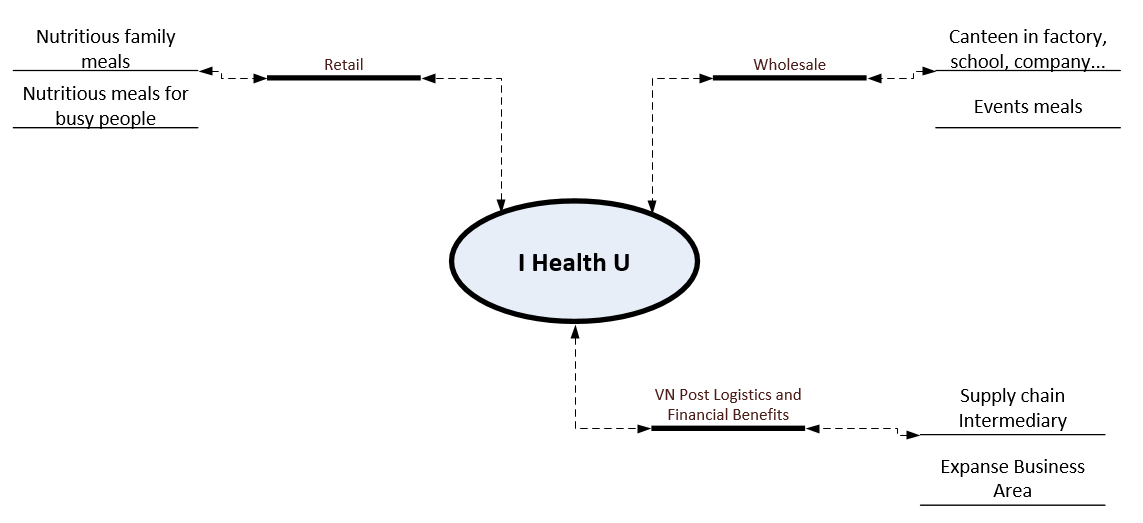 Nutritious family
meals
Nutritious meals for
busy people
Retail
Wholesale
Canteen in factory,
school, company...
Events meals
I Health U
VN Post Logistics and
Financial Benefits
Supply chain
Intermediary
Expanse Business
Area